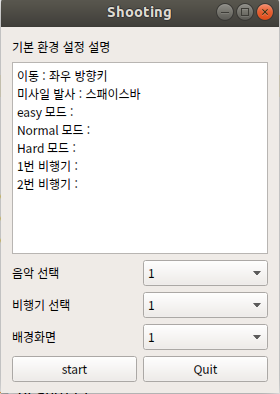 Shooting
기본 환경 설정 설명
이동 : 좌우 방향키
미사일 발사 : 스패이스바
easy 모드 :
Normal 모드 :
Hard 모드 :
1번 비행기 :
2번 비행기 :
음악 선택 1
비행기 선택 1
배경화면 1
start Quit